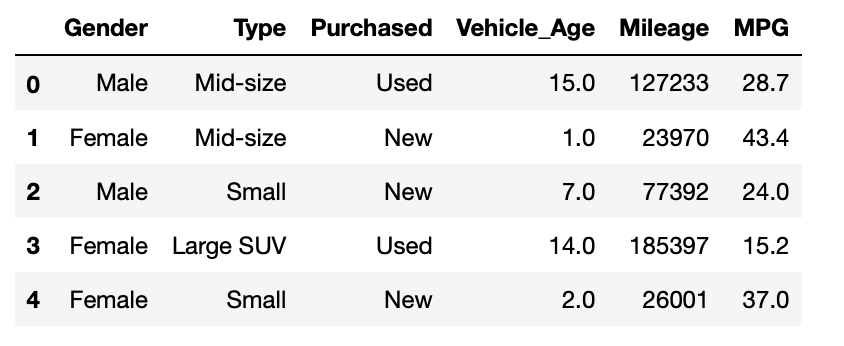 Gender Type Purchased Vehicle_Age Mileage MPG
0 Male Mid-size Used 15.0 127233 28.7
1 Female Mid-size New 1.0 23970 43.4
2 Male Small New 7.0 77392 24.0
3 Female Large SUV Used 14.0 185397 15.2
4 Female Small New 2.0 26001 37.0